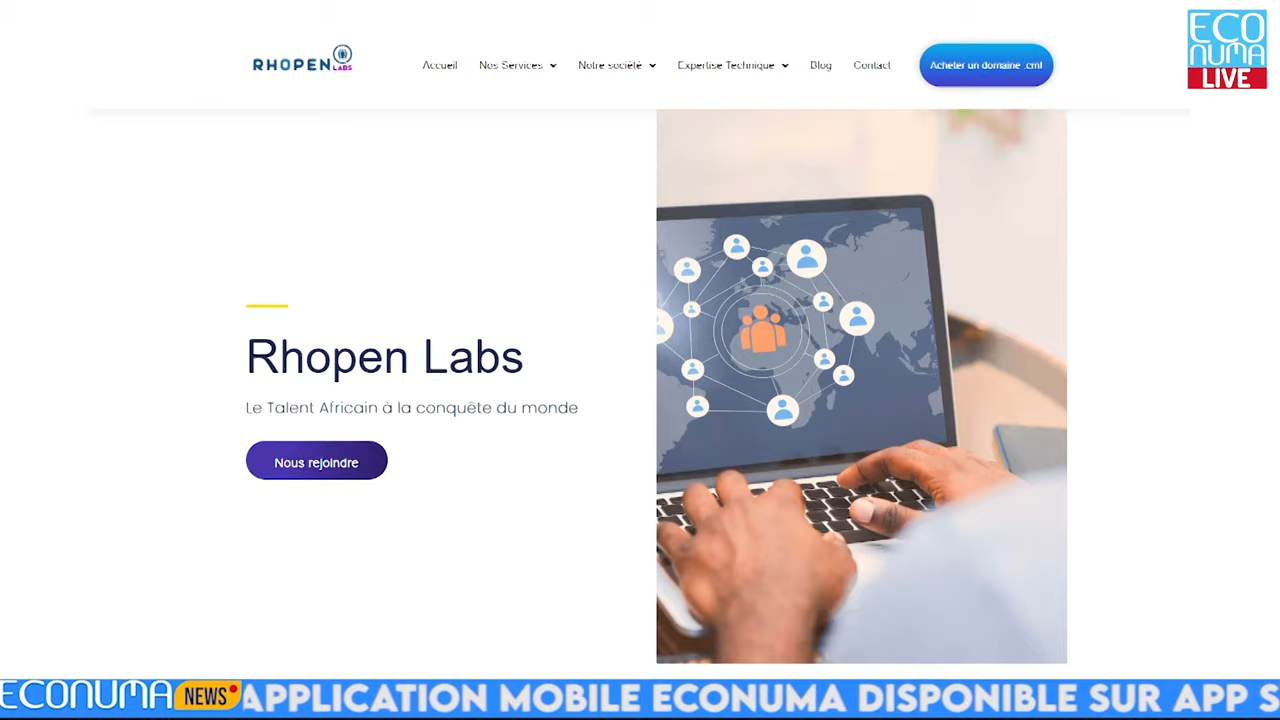 RHOPEN LABS
Accueil Nos Services Notre société Expertise Technique Blog Contact Acheter un domaine .cm!
ECO
NUMA
LIVE
Rhopen Labs
Le Talent Africain à la conquête du monde
Nous rejoindre
ECONUMA NEWS APPLICATION MOBILE ECONUMA DISPONIBLE SUR APP S